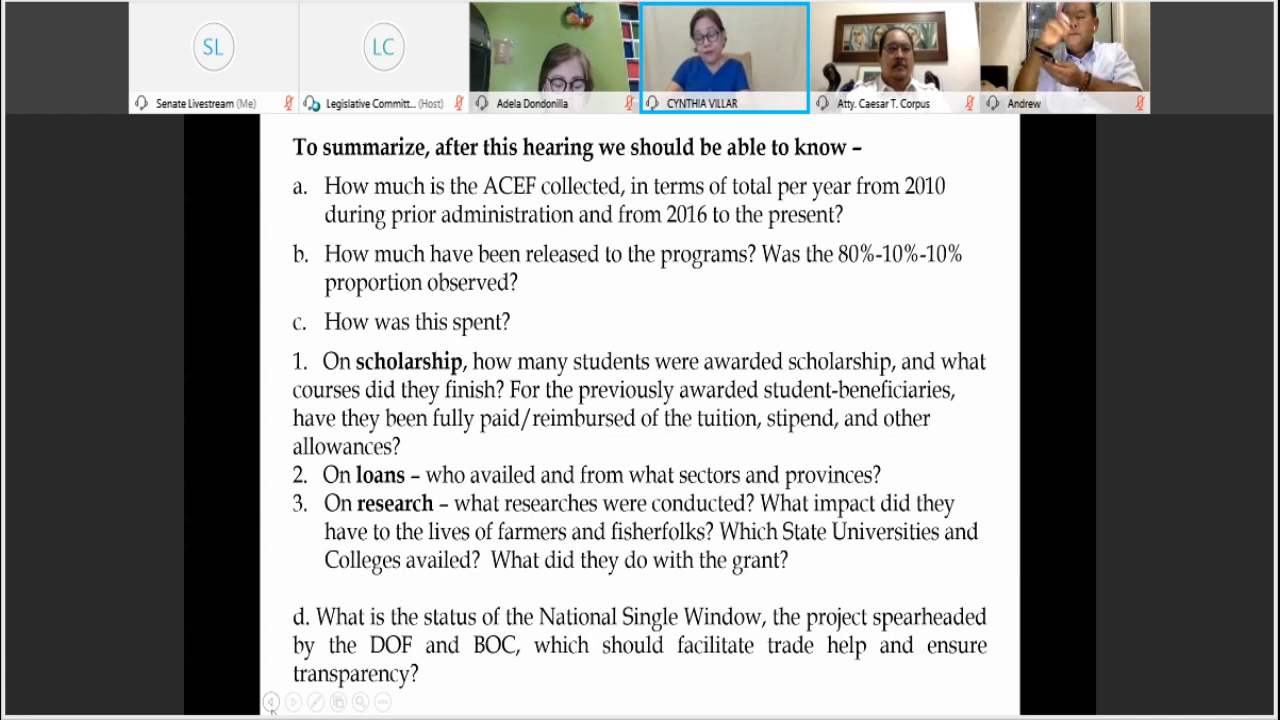 SL
LC
Senate Livestream (Me)
Legislative Committ... (Host)
Adela Dondonilla
CYNTHIA VILLAR
Atty. Caesar T. Corpus
Andrew
To summarize, after this hearing we should be able to know –
a. How much is the ACEF collected, in terms of total per year from 2010
during prior administration and from 2016 to the present?
b. How much have been released to the programs? Was the 80%-10%-10%
proportion observed?
c. How was this spent?
1. On scholarship, how many students were awarded scholarship, and what
courses did they finish? For the previously awarded student-beneficiaries,
have they been fully paid/reimbursed of the tuition, stipend, and other
allowances?
2. On loans – who availed and from what sectors and provinces?
3. On research – what researches were conducted? What impact did they
have to the lives of farmers and fisherfolks? Which State Universities and
Colleges availed? What did they do with the grant?
d. What is the status of the National Single Window, the project spearheaded
by the DOF and BOC, which should facilitate trade help and ensure
transparency?